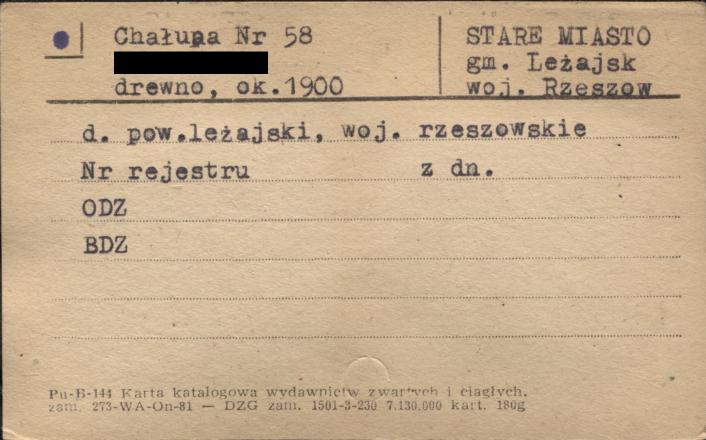 Chałupa Nr 58
drewno, ok.1900
STARE MIASTO
gm. Leżajsk
woj. Rzeszow
d. pow.leżajski, woj. rzeszowskie
Nr rejestru z dn.
ODZ
BDZ
Pu-B-144 Karta katalogowa wydawnictw zwartych i ciągłych.
zam. 273-WA-On-81 — DZG zam. 1501-3-230 7.130.000 kart. 180g